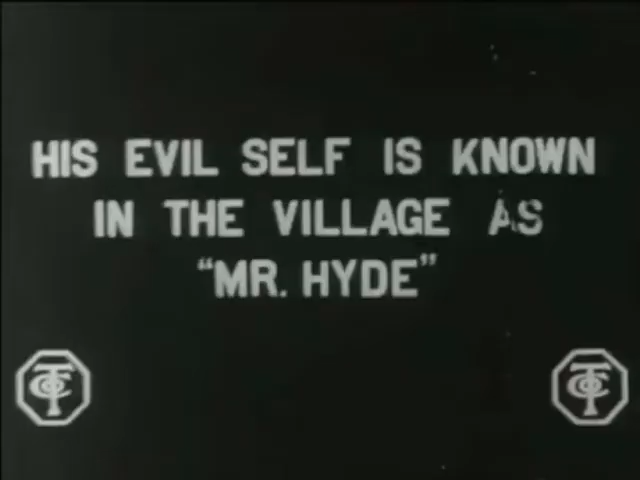 HIS EVIL SELF IS KNOWN
IN THE VILLAGE AS
"MR. HYDE"